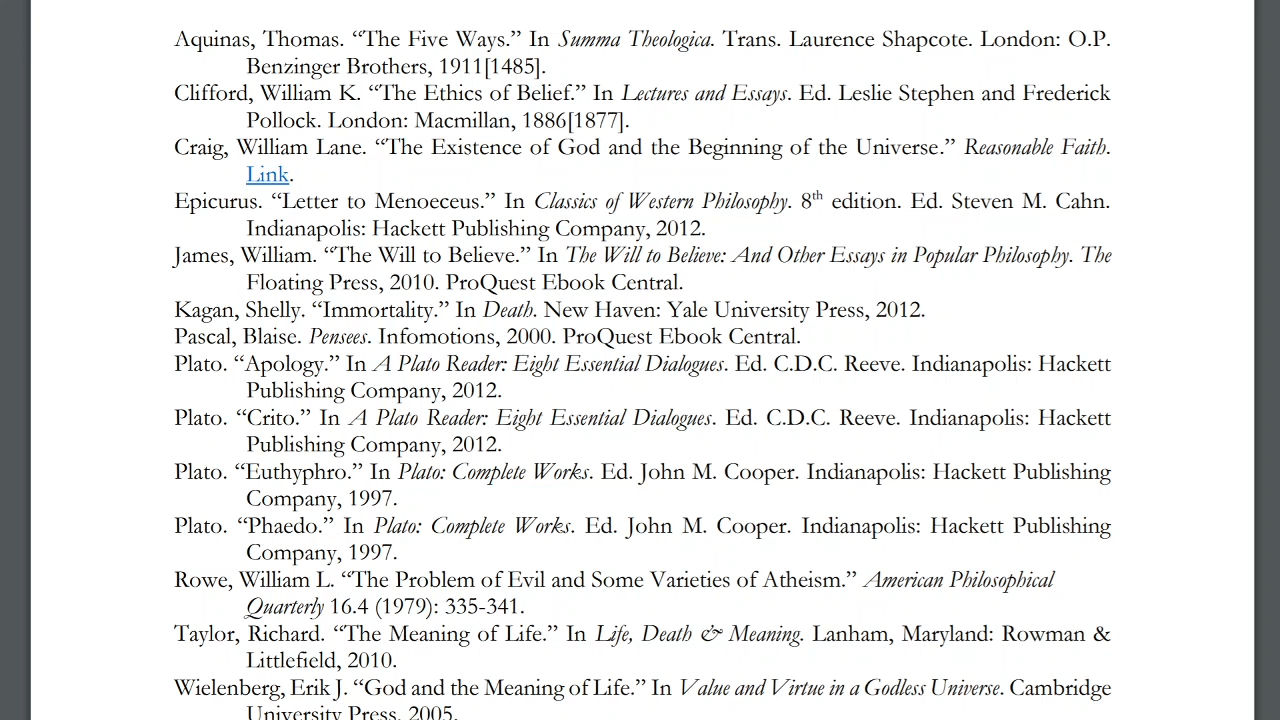 Aquinas, Thomas. “The Five Ways.” In Summa Theologica. Trans. Laurence Shapcote. London: O.P.
Benzinger Brothers, 1911[1485].
Clifford, William K. “The Ethics of Belief.” In Lectures and Essays. Ed. Leslie Stephen and Frederick
Pollock. London: Macmillan, 1886[1877].
Craig, William Lane. “The Existence of God and the Beginning of the Universe.” Reasonable Faith.
Link.
Epicurus. “Letter to Menoeceus.” In Classics of Western Philosophy. 8th edition. Ed. Steven M. Cahn.
Indianapolis: Hackett Publishing Company, 2012.
James, William. “The Will to Believe.” In The Will to Believe: And Other Essays in Popular Philosophy. The
Floating Press, 2010. ProQuest Ebook Central.
Kagan, Shelly. “Immortality.” In Death. New Haven: Yale University Press, 2012.
Pascal, Blaise. Pensees. Infomotions, 2000. ProQuest Ebook Central.
Plato. “Apology.” In A Plato Reader: Eight Essential Dialogues. Ed. C.D.C. Reeve. Indianapolis: Hackett
Publishing Company, 2012.
Plato. “Crito.” In A Plato Reader: Eight Essential Dialogues. Ed. C.D.C. Reeve. Indianapolis: Hackett
Publishing Company, 2012.
Plato. “Euthyphro.” In Plato: Complete Works. Ed. John M. Cooper. Indianapolis: Hackett Publishing
Company, 1997.
Plato. “Phaedo.” In Plato: Complete Works. Ed. John M. Cooper. Indianapolis: Hackett Publishing
Company, 1997.
Rowe, William L. “The Problem of Evil and Some Varieties of Atheism.” American Philosophical
Quarterly 16.4 (1979): 335-341.
Taylor, Richard. “The Meaning of Life.” In Life, Death & Meaning. Lanham, Maryland: Rowman &
Littlefield, 2010.
Wielenberg, Erik J. “God and the Meaning of Life.” In Value and Virtue in a Godless Universe. Cambridge
University Press, 2005.